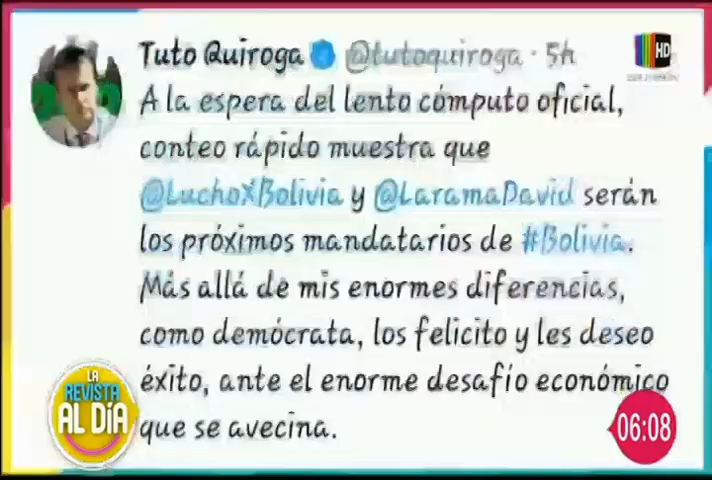 Tuto Quiroga @tutoquiroga · 5h
A la espera del lento cómputo oficial,
conteo rápido muestra que
@LuchoXBolivia y @LaramaDavid serán
los próximos mandatarios de #Bolivia.
Más allá de mis enormes diferencias,
como demócrata, los felicito y les deseo
éxito, ante el enorme desafío económico
que se avecina.
HD
LA
REVISTA
AL DÍA
06:08